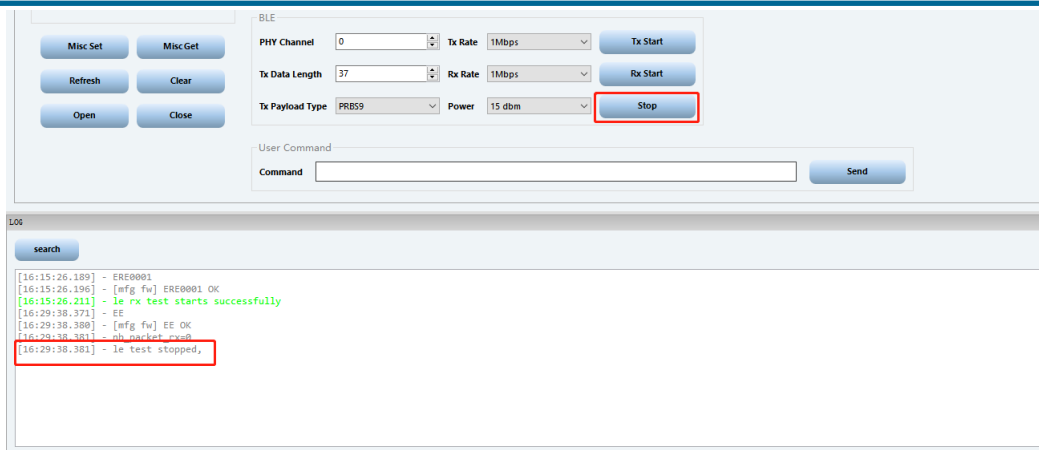 BLE
Misc Set Misc Get PHY Channel 0 Tx Rate 1Mbps Tx Start
Refresh Clear Tx Data Length 37 Rx Rate 1Mbps Rx Start
Open Close Tx Payload Type PRBS9 Power 15 dbm Stop
User Command
Command Send
LOG
search
[16:15:26.189] - ERE0001
[16:15:26.196] - [mfg fw] ERE0001 OK
[16:15:26.211] - le rx test starts successfully
[16:29:38.371] - EE
[16:29:38.380] - [mfg fw] EE OK
[16:29:38.381] - nb_packet_cx=0
[16:29:38.381] - le test stopped,